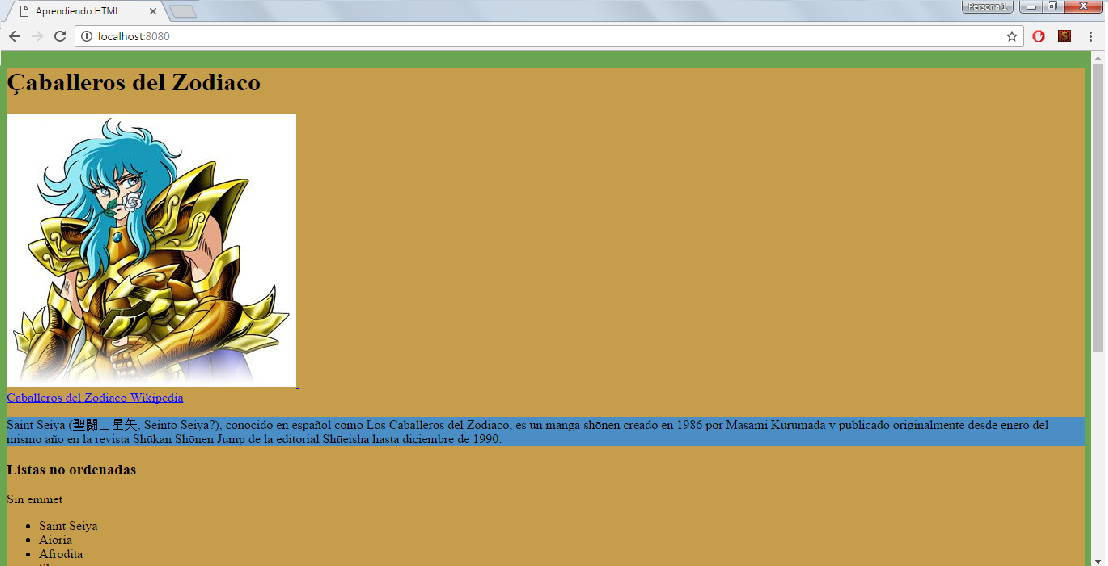 Aprendiendo HTML
Persona 1
localhost:8080
Çaballeros del Zodiaco
Caballeros del Zodiaco Wikipedia
Saint Seiya (聖闘士星矢, Seinto Seiya?), conocido en español como Los Caballeros del Zodiaco, es un manga shōnen creado en 1986 por Masami Kurumada y publicado originalmente desde enero del
mismo año en la revista Shūkan Shōnen Jump de la editorial Shūeisha hasta diciembre de 1990.
Listas no ordenadas
Sin emmet
Saint Seiya
Aioria
Afrodita